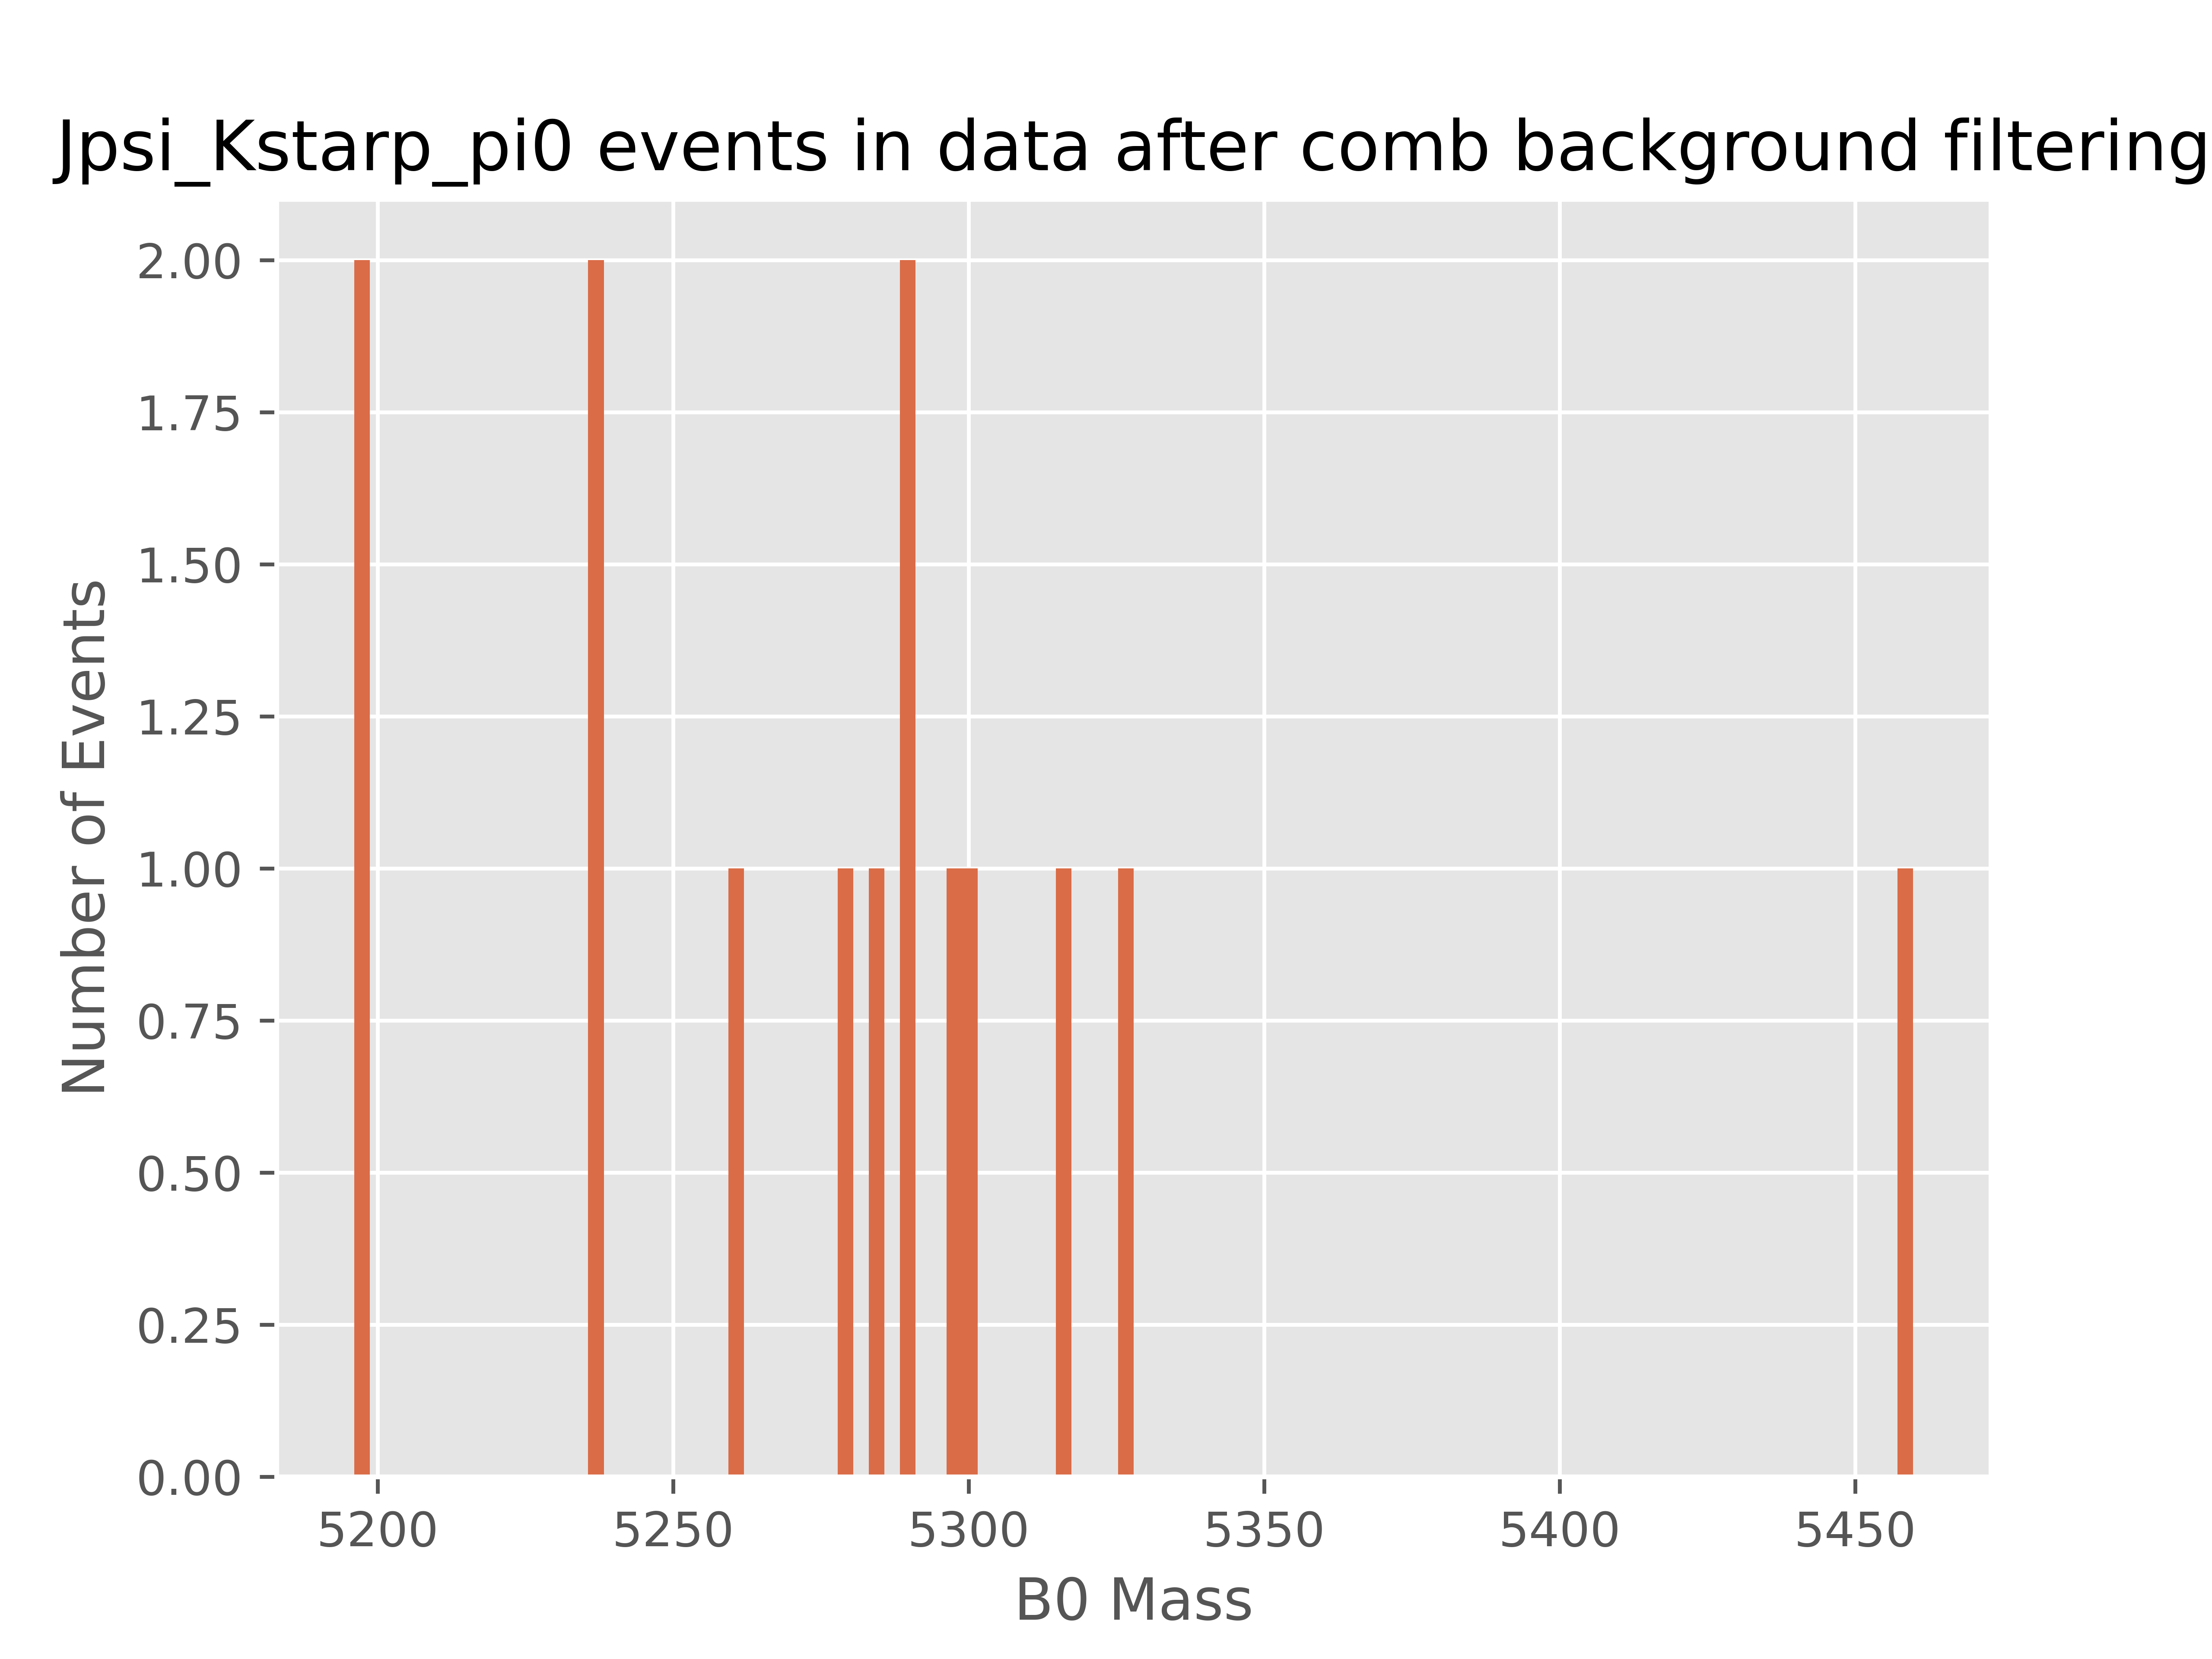 Jpsi_Kstarp_pi0 events in data after comb background filtering
2.00
1.75
1.50
1.25
1.00
0.75
0.50
0.25
0.00
Number of Events
5200 5250 5300 5350 5400 5450
B0 Mass